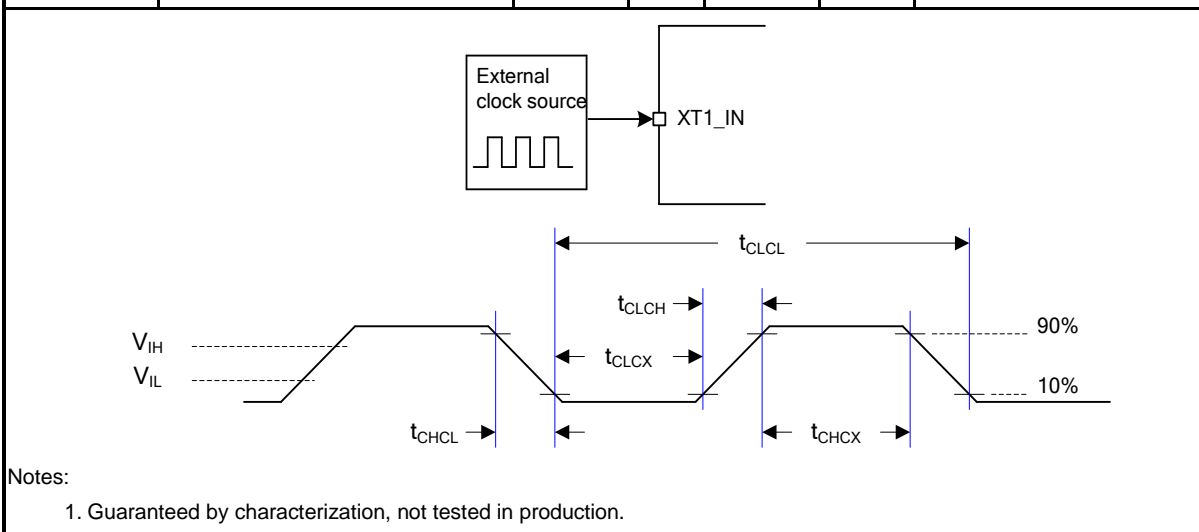 External
clock source
XT1_IN
tCLCL
tCLCH
90%
VIH
tCLCX
VIL
10%
tCHCL
tCHCX
Notes:
1. Guaranteed by characterization, not tested in production.